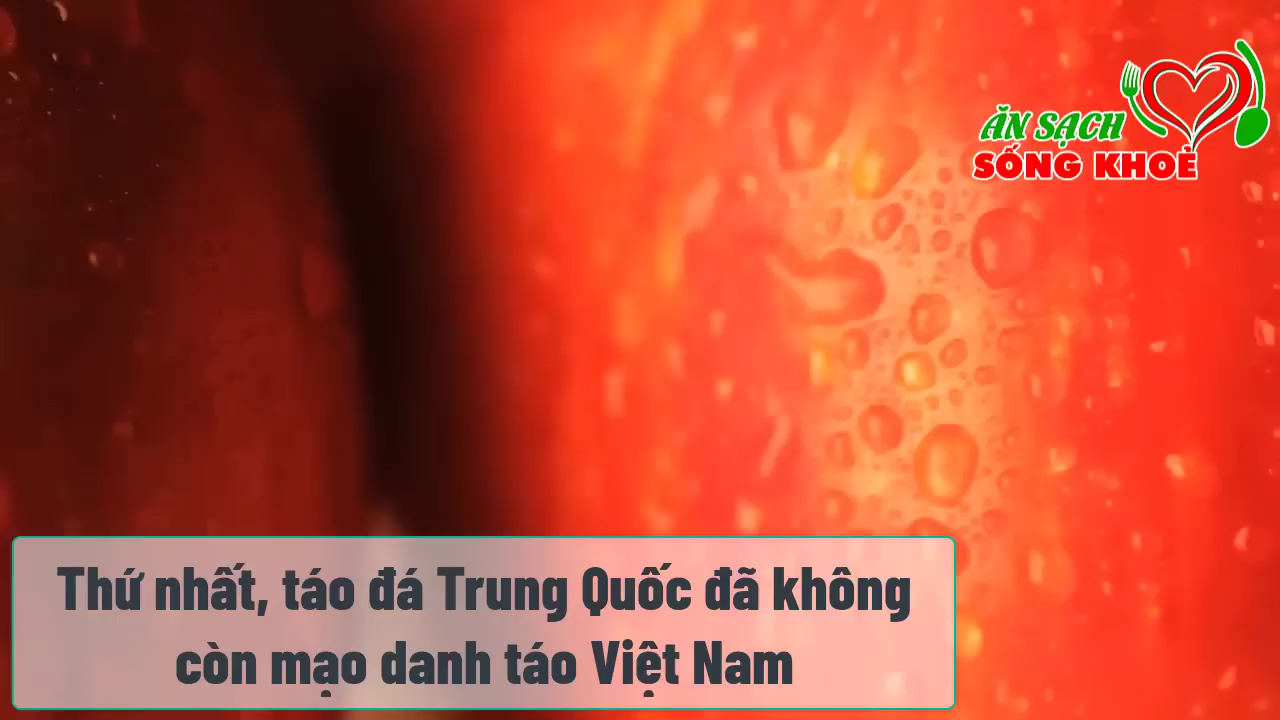 ĂN SẠCH
SỐNG KHOẺ
Thứ nhất, táo đá Trung Quốc đã không
còn mạo danh táo Việt Nam